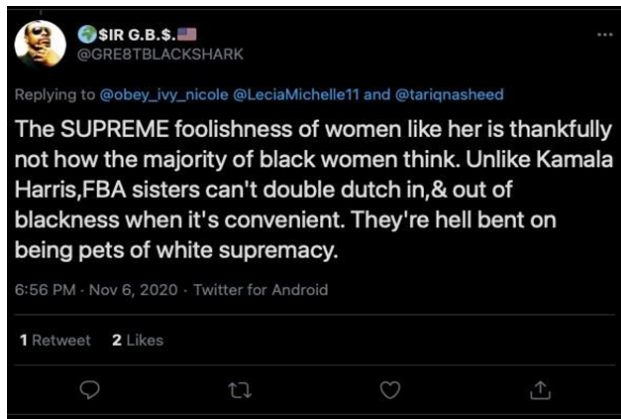 🌍$IR G.B.$.🇺🇸
@GRE8TBLACKSHARK
Replying to @obey_ivy_nicole @LeciaMichelle11 and @tariqnasheed
The SUPREME foolishness of women like her is thankfully
not how the majority of black women think. Unlike Kamala
Harris,FBA sisters can't double dutch in,& out of
blackness when it's convenient. They're hell bent on
being pets of white supremacy.
6:56 PM · Nov 6, 2020 · Twitter for Android
1 Retweet 2 Likes